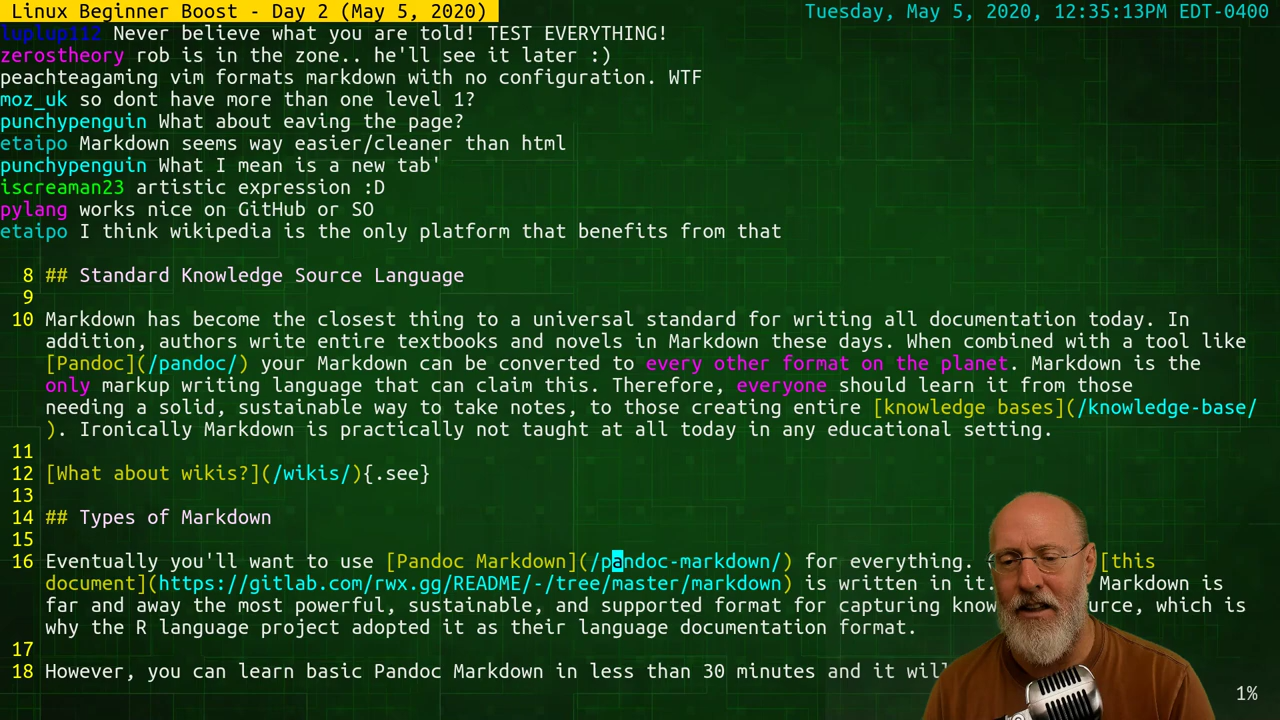 Linux Beginner Boost - Day 2 (May 5, 2020)
Tuesday, May 5, 2020, 12:35:13PM EDT-0400
luplup112 Never believe what you are told! TEST EVERYTHING!
zerostheory rob is in the zone.. he'll see it later :)
peachteagaming vim formats markdown with no configuration. WTF
moz_uk so dont have more than one level 1?
punchypenguin What about eaving the page?
etaipo Markdown seems way easier/cleaner than html
punchypenguin What I mean is a new tab'
iscreaman23 artistic expression :D
pylang works nice on GitHub or SO
etaipo I think wikipedia is the only platform that benefits from that
8 ## Standard Knowledge Source Language
9
10 Markdown has become the closest thing to a universal standard for writing all documentation today. In
addition, authors write entire textbooks and novels in Markdown these days. When combined with a tool like
[Pandoc](/pandoc/) your Markdown can be converted to every other format on the planet. Markdown is the
only markup writing language that can claim this. Therefore, everyone should learn it from those
needing a solid, sustainable way to take notes, to those creating entire [knowledge bases](/knowledge-base/
). Ironically Markdown is practically not taught at all today in any educational setting.
11
12 [What about wikis?](/wikis/){.see}
13
14 ## Types of Markdown
15
16 Eventually you'll want to use [Pandoc Markdown](/pandoc-markdown/) for everything. [this
document](https://gitlab.com/rwx.gg/README/-/tree/master/markdown) is written in it. Markdown is
far and away the most powerful, sustainable, and supported format for capturing which is
why the R language project adopted it as their language documentation format.
17
18 However, you can learn basic Pandoc Markdown in less than 30 minutes and it will
1%